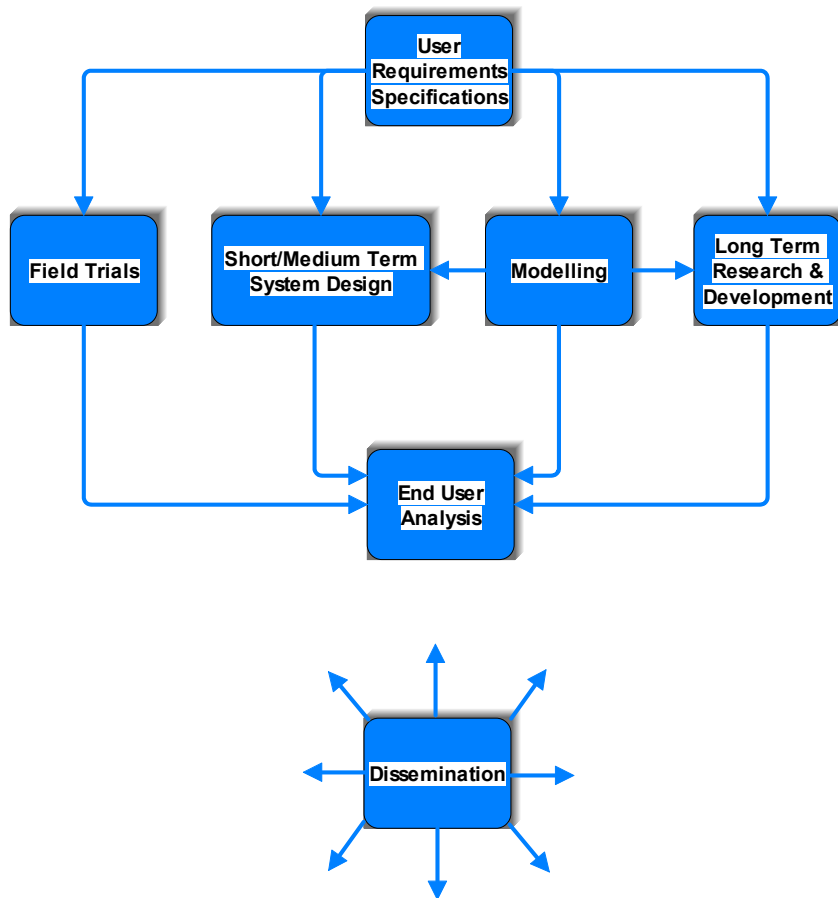 User
Requirements
Specifications
Field Trials
Short/Medium Term
System Design
Modelling
Long Term
Research &
Development
End User
Analysis
Dissemination